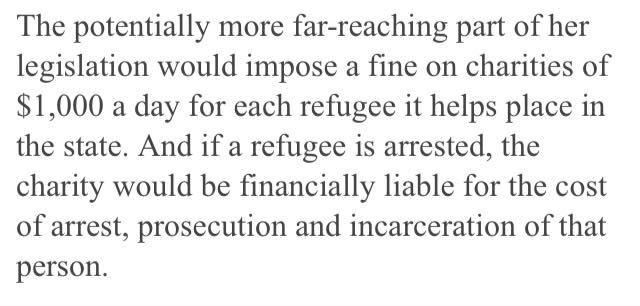 The potentially more far-reaching part of her
legislation would impose a fine on charities of
$1,000 a day for each refugee it helps place in
the state. And if a refugee is arrested, the
charity would be financially liable for the cost
of arrest, prosecution and incarceration of that
person.